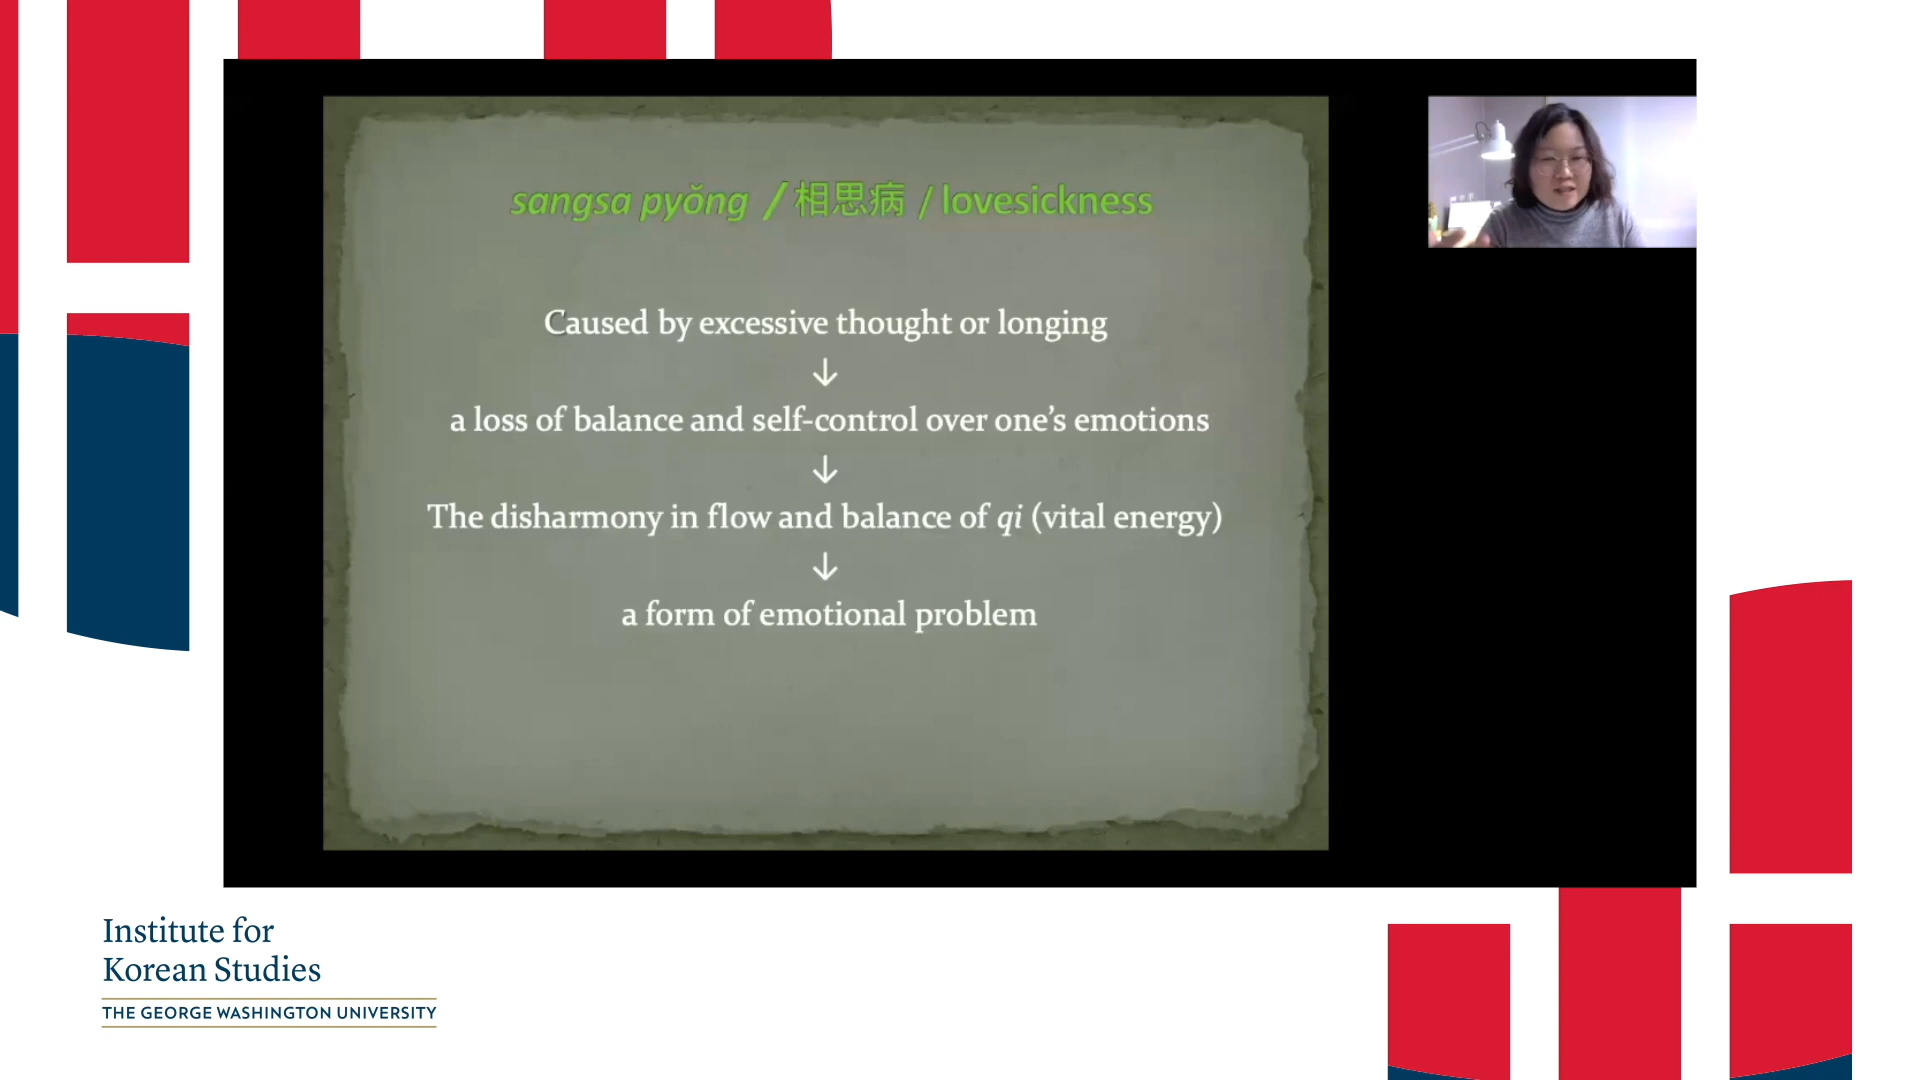 sangsa pyŏng / 相思病 / lovesickness
Caused by excessive thought or longing
↓
a loss of balance and self-control over one’s emotions
↓
The disharmony in flow and balance of qi (vital energy)
↓
a form of emotional problem
Institute for
Korean Studies
THE GEORGE WASHINGTON UNIVERSITY